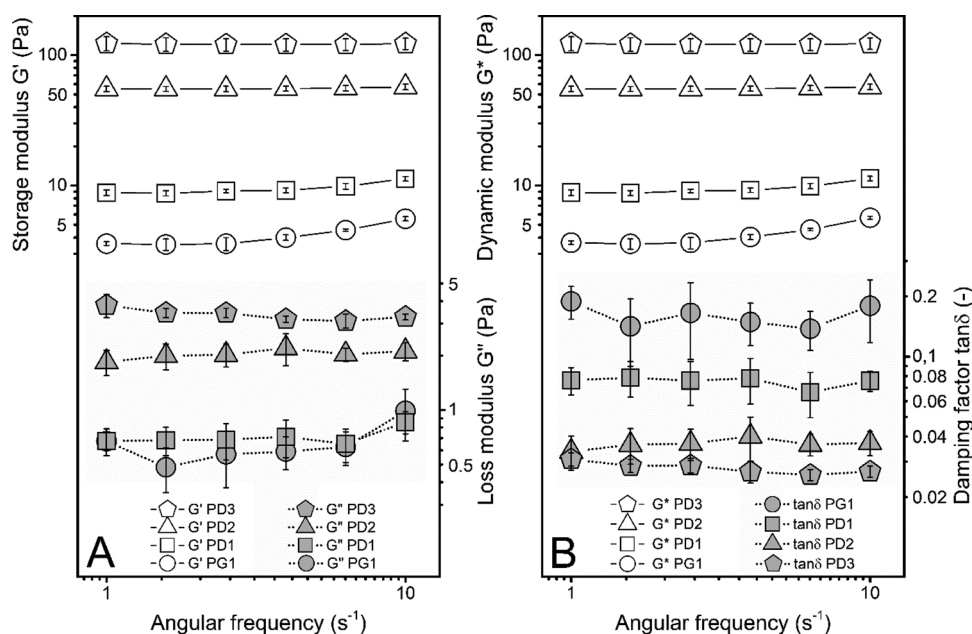 A
Storage modulus G' (Pa)
100
50
10
5
5
1
0.5
Loss modulus G" (Pa)
G' PD3
G' PD2
G' PD1
G' PG1
G" PD3
G" PD2
G" PD1
G" PG1
1
10
Angular frequency (s⁻¹)
B
Dynamic modulus G* (Pa)
100
50
10
5
0.2
0,1
0.08
0.06
0.04
0.02
Damping factor tanδ (-)
G* PD3
G* PD2
G* PD1
G* PG1
tanδ PG1
tanδ PD1
tanδ PD2
tanδ PD3
1
10
Angular frequency (s⁻¹)